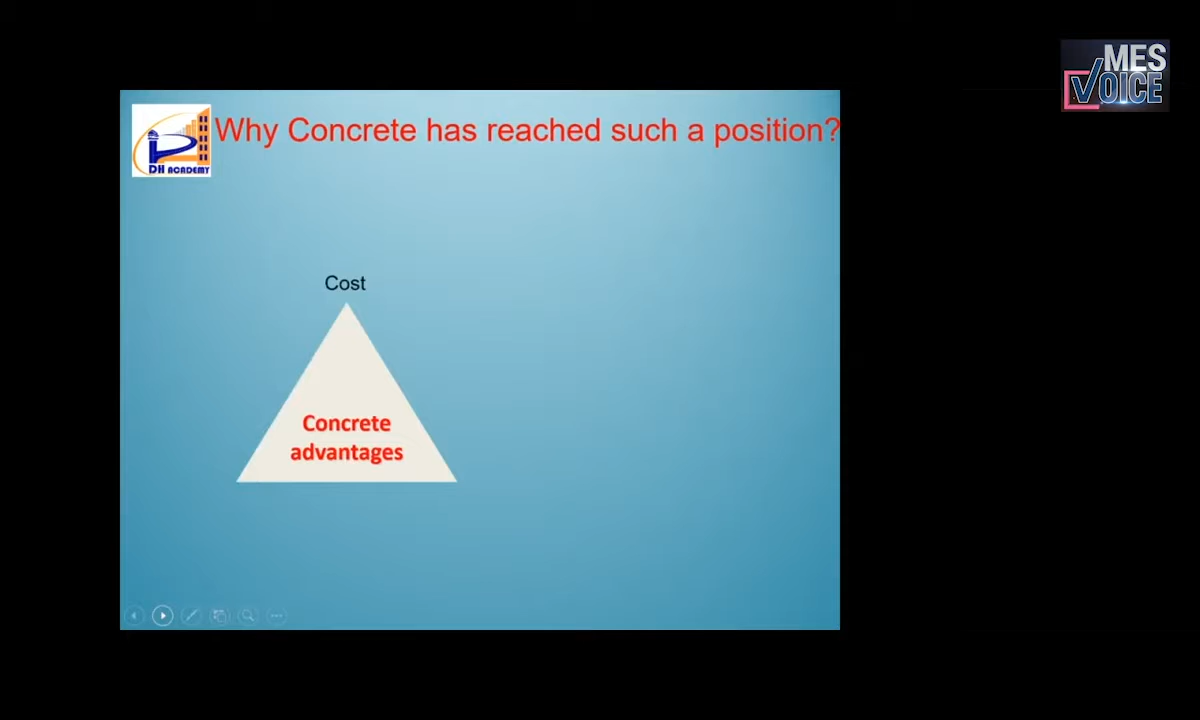 MES
VOICE
Why Concrete has reached such a position?
DH ACADEMY
Cost
Concrete
advantages